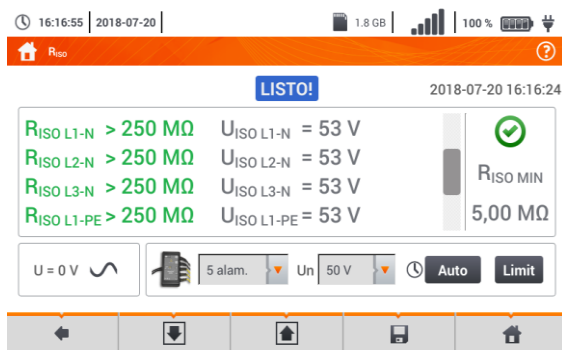 16:16:55 2018-07-20 1.8 GB 100 %
RISO ?
LISTO! 2018-07-20 16:16:24
RISO L1-N > 250 MΩ UISO L1-N = 53 V
RISO L2-N > 250 MΩ UISO L2-N = 53 V
RISO L3-N > 250 MΩ UISO L3-N = 53 V
RISO L1-PE > 250 MΩ UISO L1-PE = 53 V
RISO MIN
5,00 MΩ
U = 0 V 5 alam. Un 50 V Auto Limit